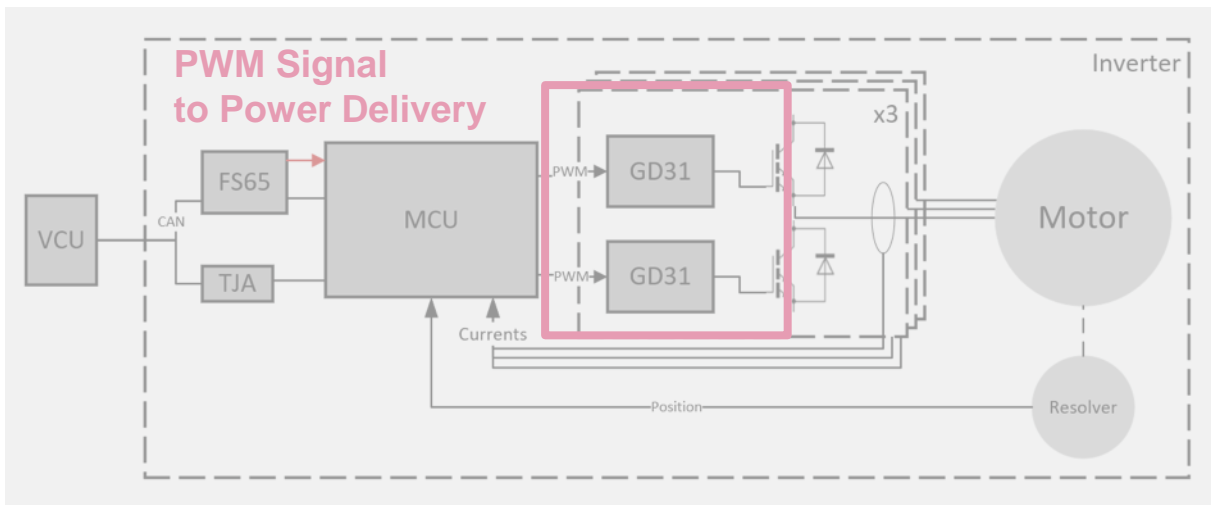 PWM Signal
to Power Delivery
Inverter
x3
FS65
PWM
GD31
MCU
Motor
CAN
VCU
TJA
PWM
GD31
Currents
Position
Resolver